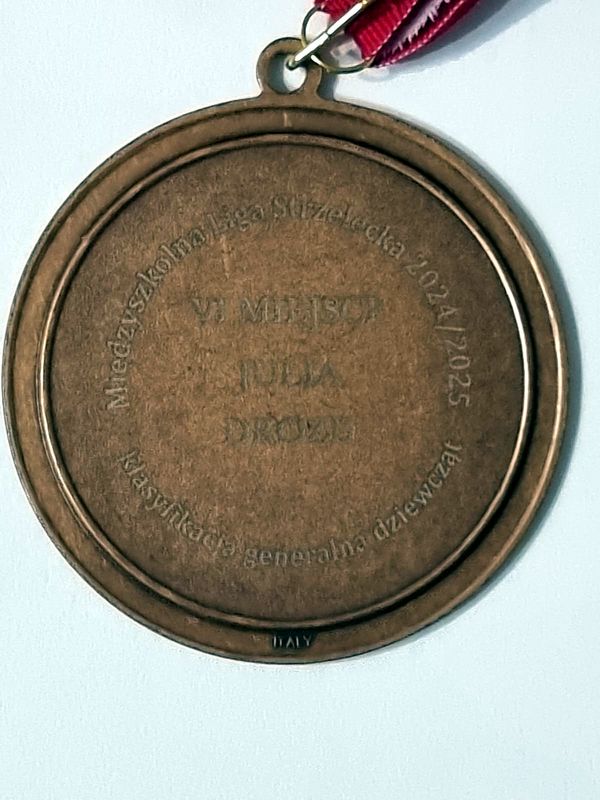 Międzyszkolna Liga Strzelecka 2024/2025
VI MIEJSCE
JULIA
klasyfikacja generalna dziewcząt
ITALY